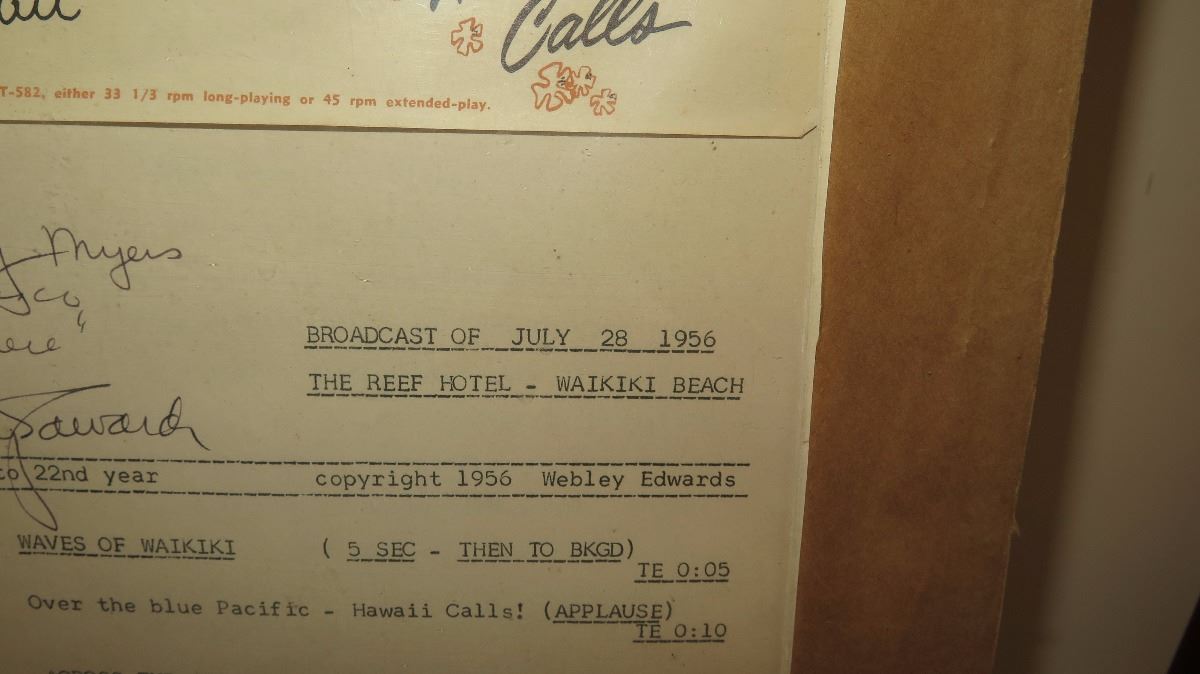 Calls
T-582, either 33 1/3 rpm long-playing or 45 rpm extended-play.
Myers
BROADCAST OF JULY 28 1956
THE REEF HOTEL - WAIKIKI BEACH
Edwards
22nd year copyright 1956 Webley Edwards
WAVES OF WAIKIKI ( 5 SEC - THEN TO BKGD)
TE 0:05
Over the blue Pacific - Hawaii Calls! (APPLAUSE)
TE 0:10